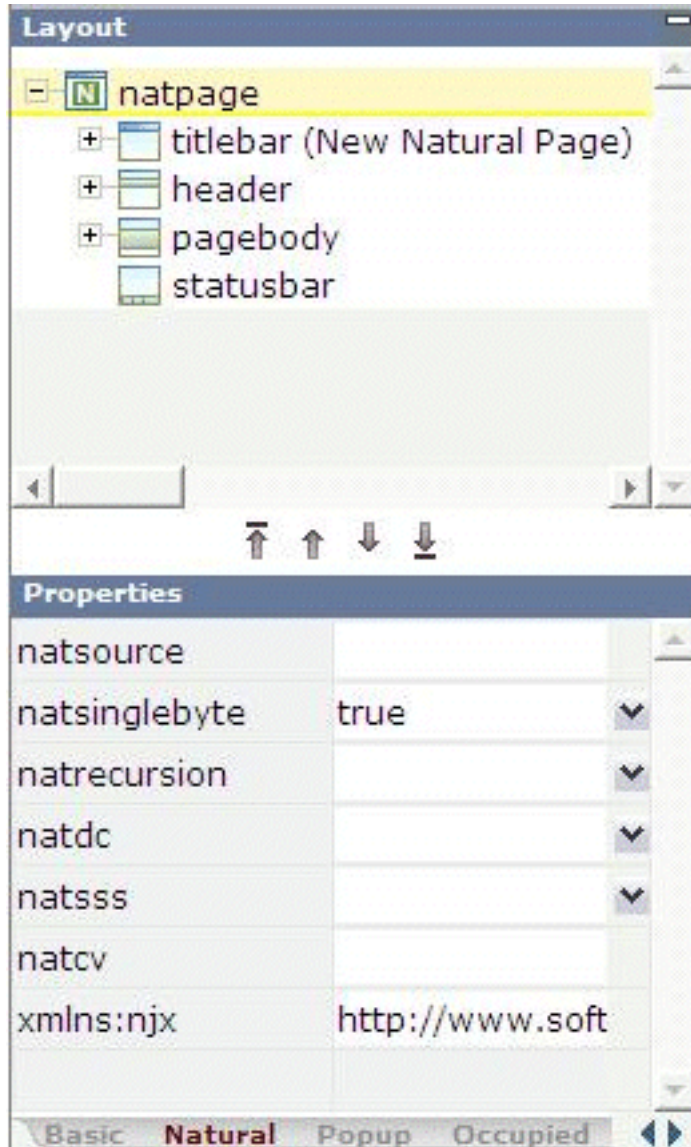 Layout
N natpage
titlebar (New Natural Page)
header
pagebody
statusbar
Properties
natsource
natsinglebyte true
natrecursion
natdc
natsss
natcv
xmlns:njx http://www.soft
Basic Natural Popup Occupied